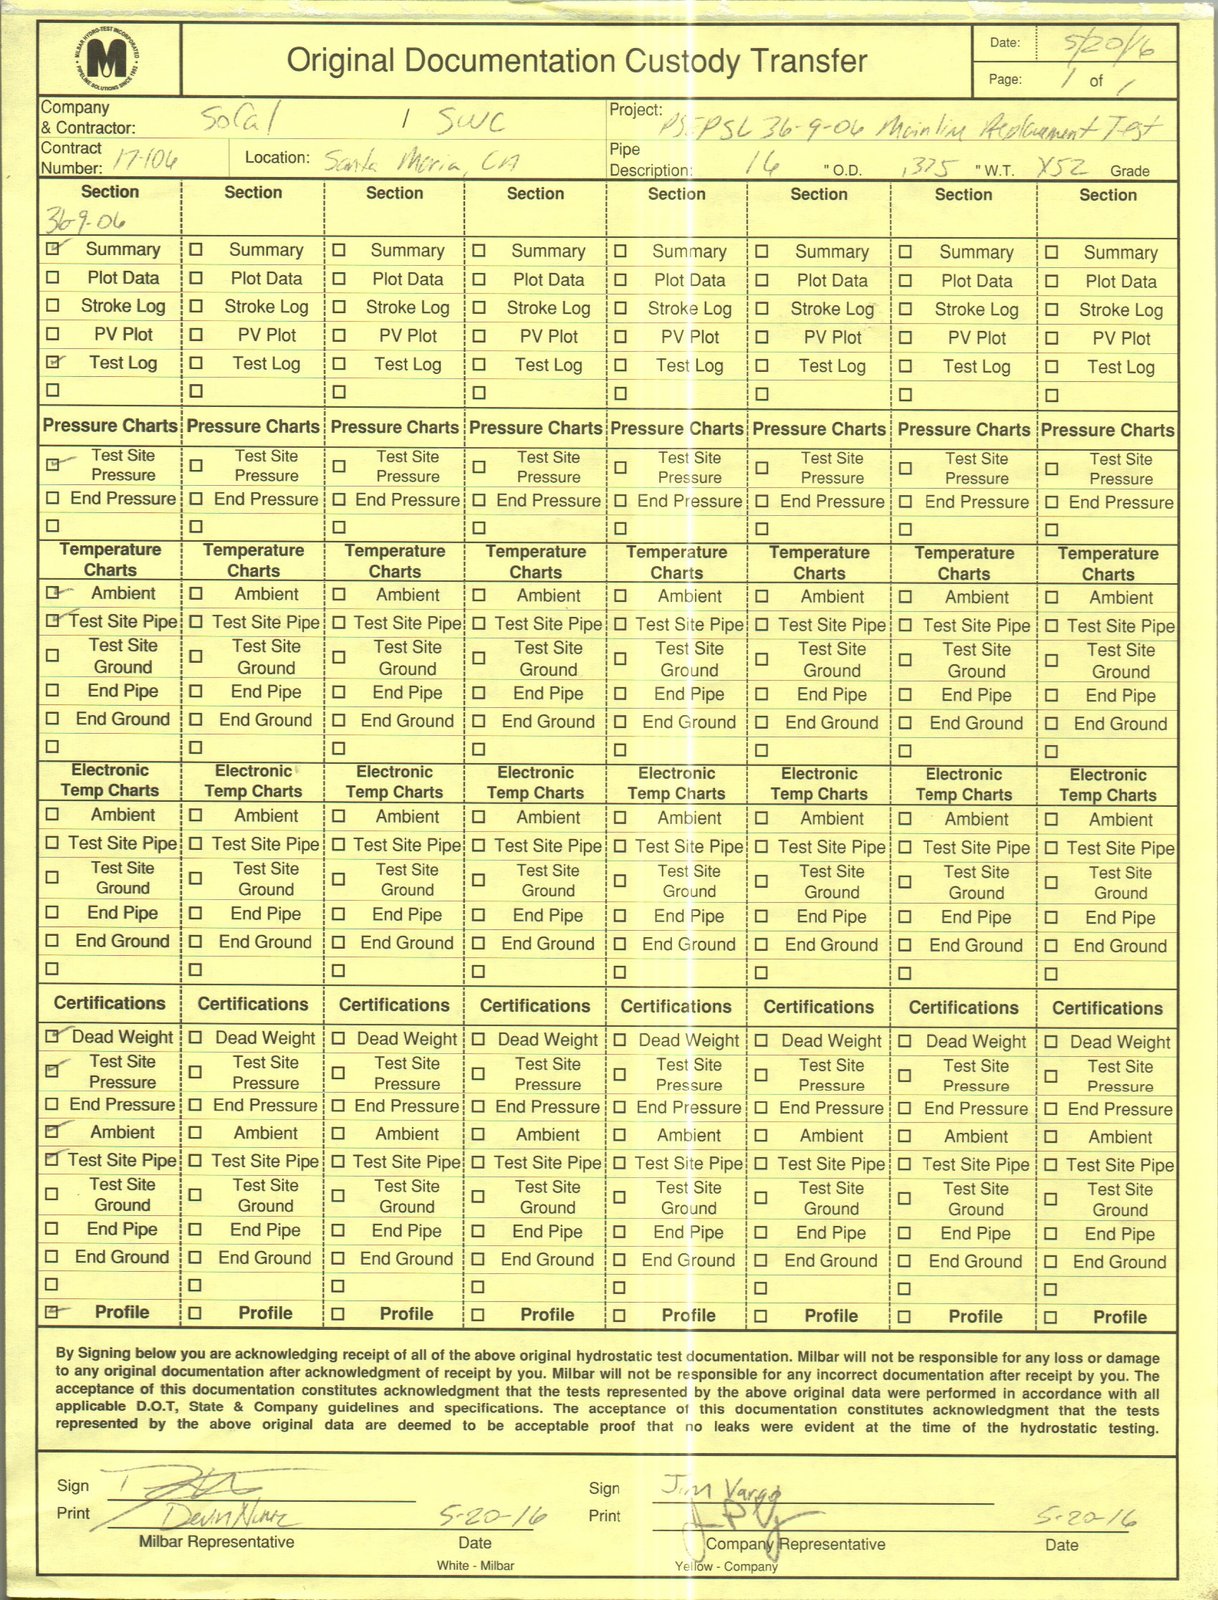 MILBAR HYDRO-TEST INCORPORATED
M
PIPELINE SOLUTIONS SINCE 1982
Original Documentation Custody Transfer
Date: 5/20/16
Page: 1 of 1
Company & Contractor: SoCal / SWC
Project: PSEPSL 36-9-06 Mainline Replacement Test
Contract Number: 17-106
Location: Santa Maria, CA
Pipe Description: 16 "O.D. .375 "W.T. X52 Grade
Section Section Section Section Section Section Section Section
36-9-06
Summary Summary Summary Summary Summary Summary Summary Summary
Plot Data Plot Data Plot Data Plot Data Plot Data Plot Data Plot Data Plot Data
Stroke Log Stroke Log Stroke Log Stroke Log Stroke Log Stroke Log Stroke Log Stroke Log
PV Plot PV Plot PV Plot PV Plot PV Plot PV Plot PV Plot PV Plot
Test Log Test Log Test Log Test Log Test Log Test Log Test Log Test Log
Pressure Charts Pressure Charts Pressure Charts Pressure Charts Pressure Charts Pressure Charts Pressure Charts Pressure Charts
Test Site Test Site Test Site Test Site Test Site Test Site Test Site Test Site
Pressure Pressure Pressure Pressure Pressure Pressure Pressure Pressure
End Pressure End Pressure End Pressure End Pressure End Pressure End Pressure End Pressure End Pressure
Temperature Temperature Temperature Temperature Temperature Temperature Temperature Temperature
Charts Charts Charts Charts Charts Charts Charts Charts
Ambient Ambient Ambient Ambient Ambient Ambient Ambient Ambient
Test Site Pipe Test Site Pipe Test Site Pipe Test Site Pipe Test Site Pipe Test Site Pipe Test Site Pipe Test Site Pipe
Test Site Test Site Test Site Test Site Test Site Test Site Test Site Test Site
Ground Ground Ground Ground Ground Ground Ground Ground
End Pipe End Pipe End Pipe End Pipe End Pipe End Pipe End Pipe End Pipe
End Ground End Ground End Ground End Ground End Ground End Ground End Ground End Ground
Electronic Electronic Electronic Electronic Electronic Electronic Electronic Electronic
Temp Charts Temp Charts Temp Charts Temp Charts Temp Charts Temp Charts Temp Charts Temp Charts
Ambient Ambient Ambient Ambient Ambient Ambient Ambient Ambient
Test Site Pipe Test Site Pipe Test Site Pipe Test Site Pipe Test Site Pipe Test Site Pipe Test Site Pipe Test Site Pipe
Test Site Test Site Test Site Test Site Test Site Test Site Test Site Test Site
Ground Ground Ground Ground Ground Ground Ground Ground
End Pipe End Pipe End Pipe End Pipe End Pipe End Pipe End Pipe End Pipe
End Ground End Ground End Ground End Ground End Ground End Ground End Ground End Ground
Certifications Certifications Certifications Certifications Certifications Certifications Certifications Certifications
Dead Weight Dead Weight Dead Weight Dead Weight Dead Weight Dead Weight Dead Weight Dead Weight
Test Site Test Site Test Site Test Site Test Site Test Site Test Site Test Site
Pressure Pressure Pressure Pressure Pressure Pressure Pressure Pressure
End Pressure End Pressure End Pressure End Pressure End Pressure End Pressure End Pressure End Pressure
Ambient Ambient Ambient Ambient Ambient Ambient Ambient Ambient
Test Site Pipe Test Site Pipe Test Site Pipe Test Site Pipe Test Site Pipe Test Site Pipe Test Site Pipe Test Site Pipe
Test Site Test Site Test Site Test Site Test Site Test Site Test Site Test Site
Ground Ground Ground Ground Ground Ground Ground Ground
End Pipe End Pipe End Pipe End Pipe End Pipe End Pipe End Pipe End Pipe
End Ground End Ground End Ground End Ground End Ground End Ground End Ground End Ground
Profile Profile Profile Profile Profile Profile Profile Profile
By Signing below you are acknowledging receipt of all of the above original hydrostatic test documentation. Milbar will not be responsible for any loss or damage
to any original documentation after acknowledgment of receipt by you. Milbar will not be responsible for any incorrect documentation after receipt by you. The
acceptance of this documentation constitutes acknowledgment that the tests represented by the above original data were performed in accordance with all
applicable D.O.T, State & Company guidelines and specifications. The acceptance of this documentation constitutes acknowledgment that the tests
represented by the above original data are deemed to be acceptable proof that no leaks were evident at the time of the hydrostatic testing.
Sign Sign Jim Vargo
Print Devin 5-20-16 Print 5-20-16
Milbar Representative Date Company Representative Date
White - Milbar Yellow - Company